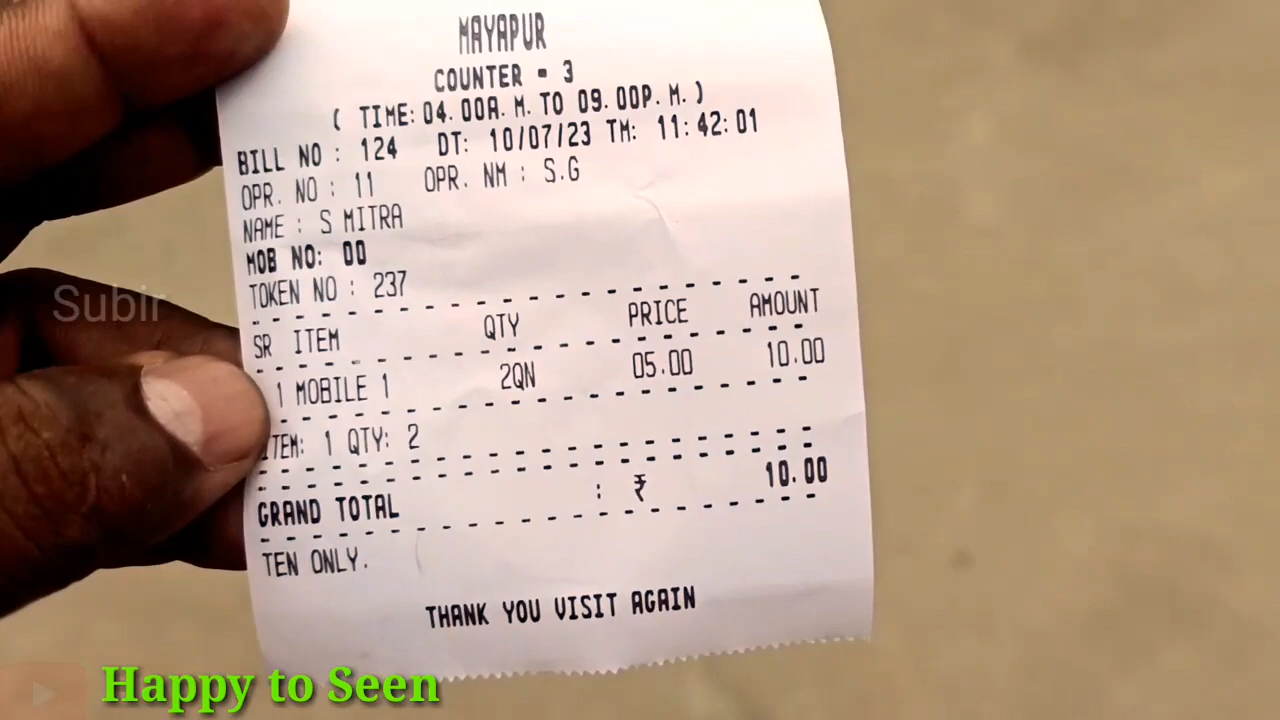 MAYAPUR
COUNTER - 3
( TIME: 04.00A.M. TO 09.00P.M. )
BILL NO : 124 DT: 10/07/23 TM: 11:42:01
OPR. NO : 11 OPR. NM : S.G
NAME : S MITRA
MOB NO: 00
TOKEN NO : 237
SR ITEM QTY PRICE AMOUNT
1 MOBILE 1 2QN 05.00 10.00
ITEM: 1 QTY: 2
GRAND TOTAL : ₹ 10.00
TEN ONLY.
THANK YOU VISIT AGAIN
Subir
Happy to Seen